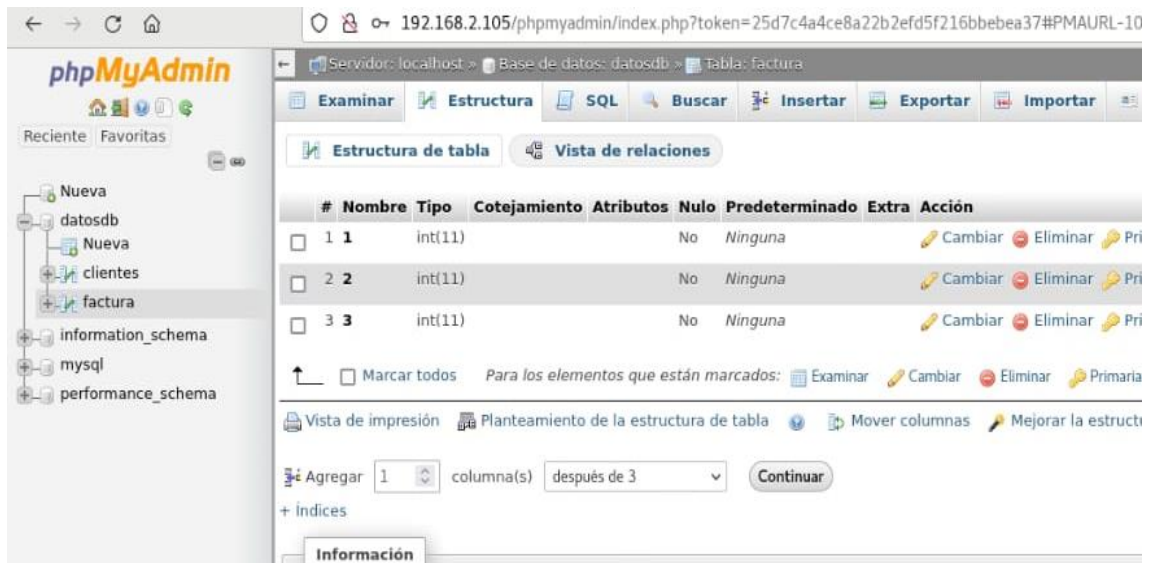 192.168.2.105/phpmyadmin/index.php?token=25d7c4a4ce8a22b2efd5f216bbebea37#PMAURL-10
phpMyAdmin
Reciente Favoritas
Nueva
datosdb
Nueva
clientes
factura
information_schema
mysql
performance_schema
Servidor: localhost » Base de datos: datosdb » Tabla: factura
Examinar Estructura SQL Buscar Insertar Exportar Importar
Estructura de tabla Vista de relaciones
# Nombre Tipo Cotejamiento Atributos Nulo Predeterminado Extra Acción
1 1 int(11) No Ninguna Cambiar Eliminar Pri
2 2 int(11) No Ninguna Cambiar Eliminar Pri
3 3 int(11) No Ninguna Cambiar Eliminar Pri
Marcar todos Para los elementos que están marcados: Examinar Cambiar Eliminar Primaria
Vista de impresión Planteamiento de la estructura de tabla Mover columnas Mejorar la estructu
Agregar 1 columna(s) después de 3 Continuar
+ Índices
Información